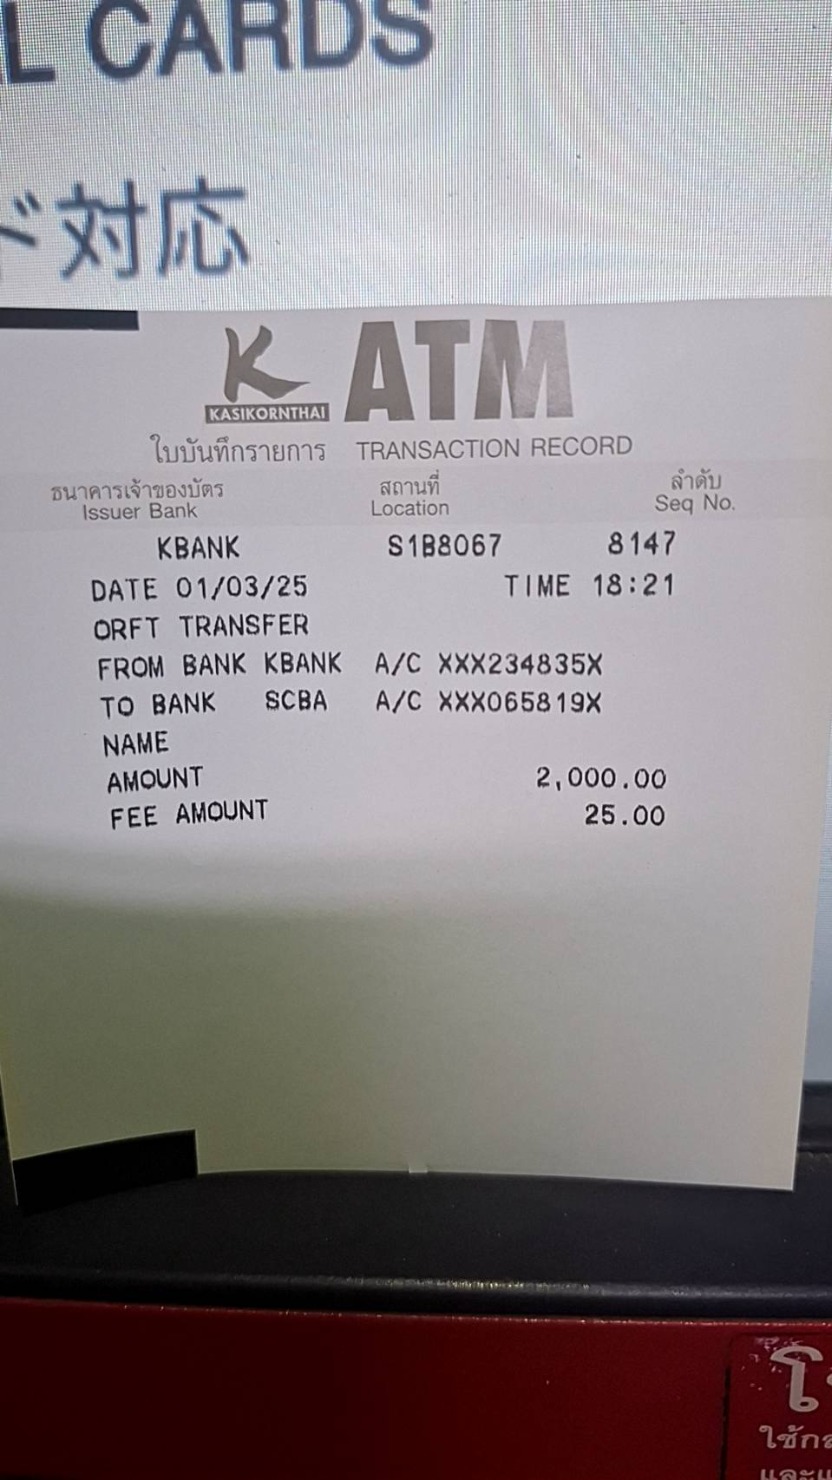 L CARDS
ド対応
K ATM
KASIKORNTHAI
ใบบันทึกรายการ TRANSACTION RECORD
ธนาคารเจ้าของบัตร สถานที่ ลำดับ
Issuer Bank Location Seq No.
KBANK S1B8067 8147
DATE 01/03/25 TIME 18:21
ORFT TRANSFER
FROM BANK KBANK A/C XXX234835X
TO BANK SCBA A/C XXX065819X
NAME
AMOUNT 2,000.00
FEE AMOUNT 25.00